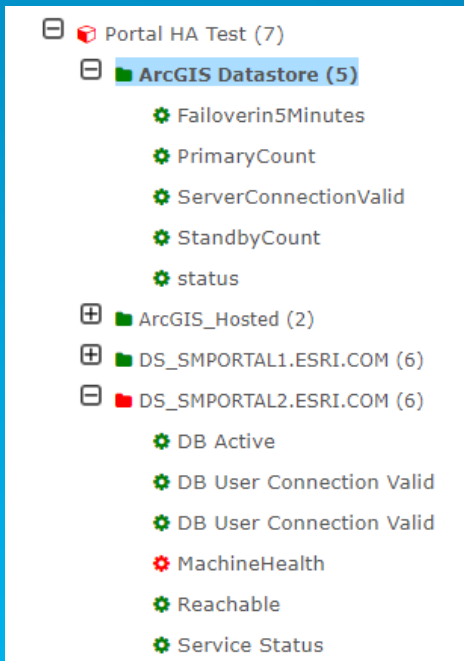 Portal HA Test (7)
ArcGIS Datastore (5)
Failoverin5Minutes
PrimaryCount
ServerConnectionValid
StandbyCount
status
ArcGIS_Hosted (2)
DS_SMPORTAL1.ESRI.COM (6)
DS_SMPORTAL2.ESRI.COM (6)
DB Active
DB User Connection Valid
DB User Connection Valid
MachineHealth
Reachable
Service Status